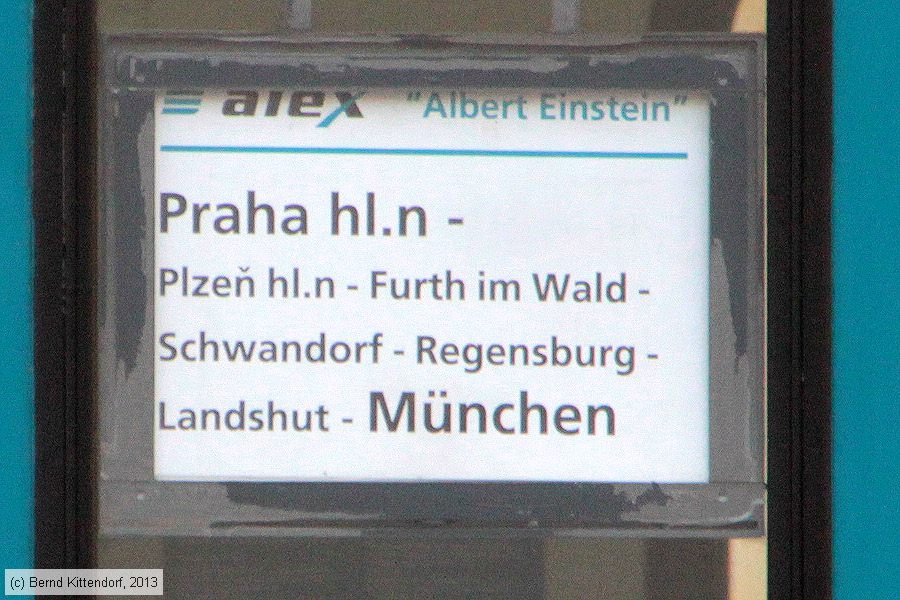 alex "Albert Einstein"
Praha hl.n -
Plzeň hl.n - Furth im Wald -
Schwandorf - Regensburg -
Landshut - München
(c) Bernd Kittendorf, 2013